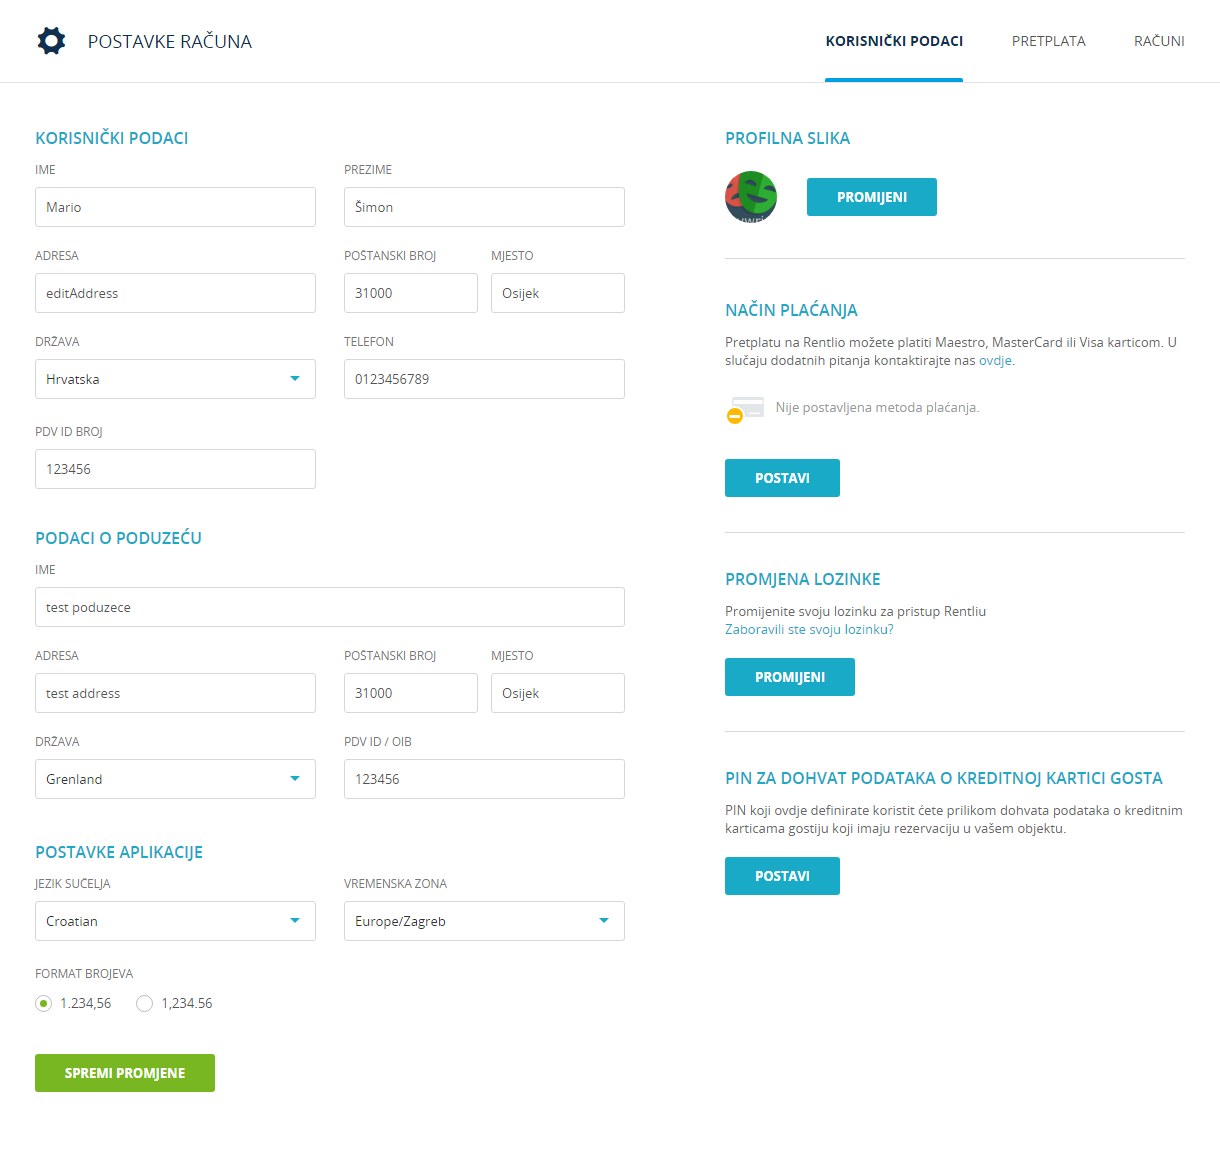 POSTAVKE RAČUNA
KORISNIČKI PODACI
PRETPLATA
RAČUNI
KORISNIČKI PODACI
IME
PREZIME
Mario
Šimon
ADRESA
POŠTANSKI BROJ
MJESTO
editAddress
31000
Osijek
DRŽAVA
TELEFON
Hrvatska
0123456789
PDV ID BROJ
123456
PODACI O PODUZEĆU
IME
test poduzece
ADRESA
POŠTANSKI BROJ
MJESTO
test address
31000
Osijek
DRŽAVA
PDV ID / OIB
Grenland
123456
POSTAVKE APLIKACIJE
JEZIK SUČELJA
VREMENSKA ZONA
Croatian
Europe/Zagreb
FORMAT BROJEVA
1.234,56
1,234.56
SPREMI PROMJENE
PROFILNA SLIKA
PROMIJENI
NAČIN PLAĆANJA
Pretplatu na Rentlio možete platiti Maestro, MasterCard ili Visa karticom. U
slučaju dodatnih pitanja kontaktirajte nas ovdje.
Nije postavljena metoda plaćanja.
POSTAVI
PROMJENA LOZINKE
Promijenite svoju lozinku za pristup Rentliu
Zaboravili ste svoju lozinku?
PROMIJENI
PIN ZA DOHVAT PODATAKA O KREDITNOJ KARTICI GOSTA
PIN koji ovdje definirate koristit ćete prilikom dohvata podataka o kreditnim
karticama gostiju koji imaju rezervaciju u vašem objektu.
POSTAVI